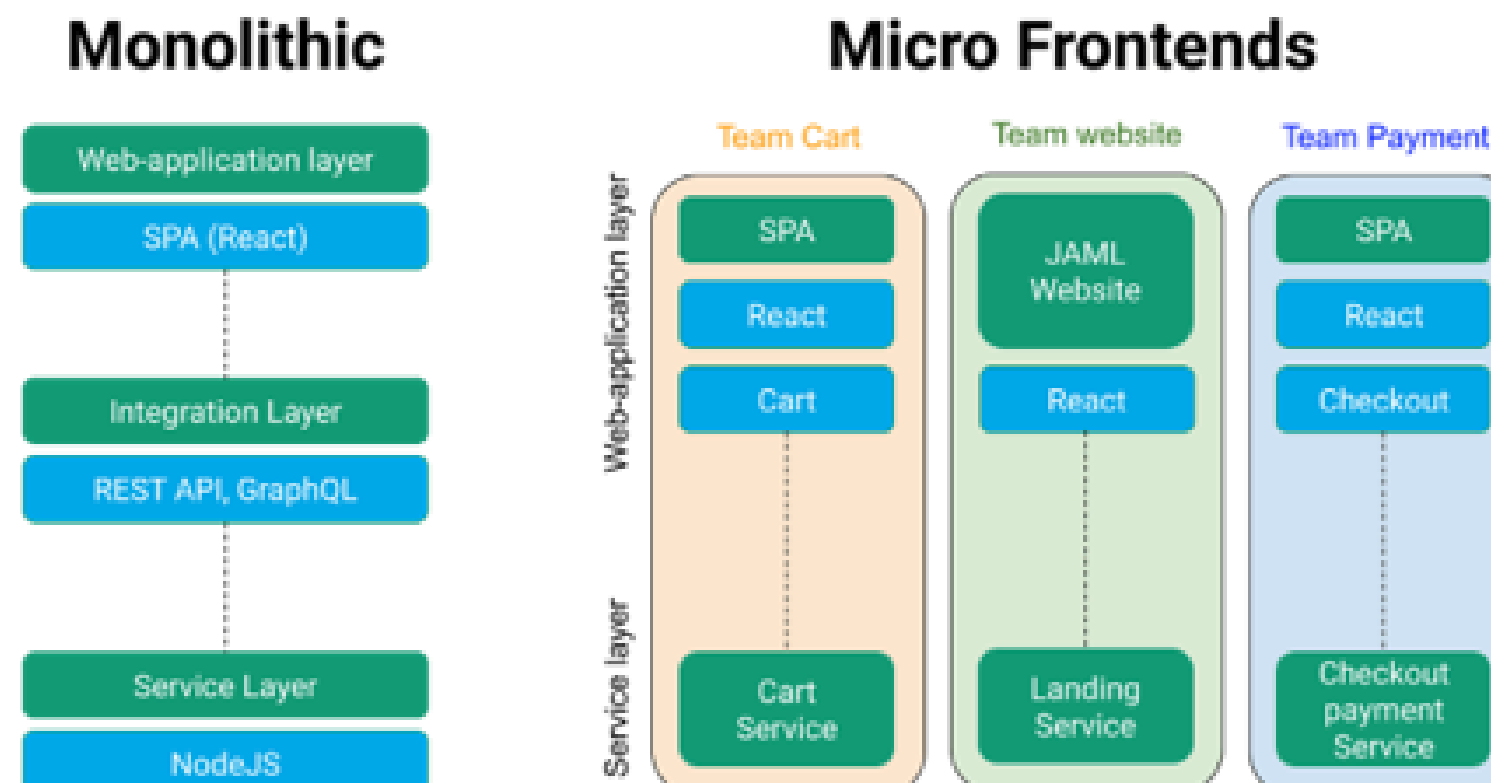 Monolithic
Web-application layer
SPA (React)
Integration Layer
REST API, GraphQL
Service Layer
NodeJS
Micro Frontends
Web-application layer
Service layer
Team Cart
SPA
React
Cart
Cart
Service
Team website
JAML
Website
React
Landing
Service
Team Payment
SPA
React
Checkout
Checkout
payment
Service